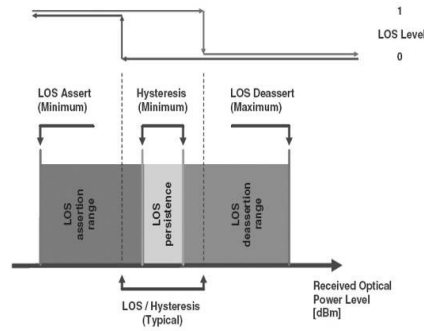 1
LOS Level
0
LOS Assert
(Minimum)
Hysteresis
(Minimum)
LOS Deassert
(Maximum)
LOS
assertion
range
LOS
persistence
LOS
deassertion
range
LOS / Hysteresis
(Typical)
Received Optical
Power Level
[dBm]